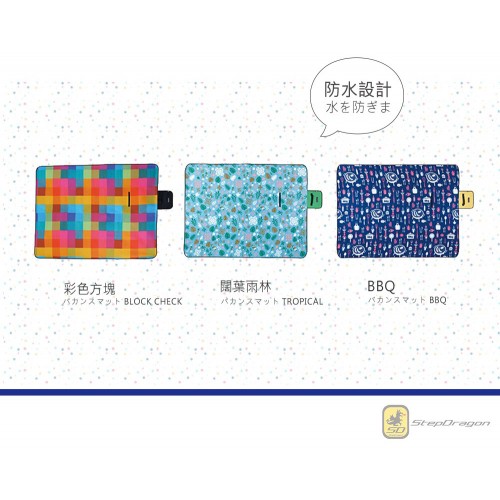 防水設計
水を防ぎま
彩色方塊
バカンスマット BLOCK CHECK
闊葉雨林
バカンスマット TROPICAL
BBQ
バカンスマット BBQ
SD
StepDragon